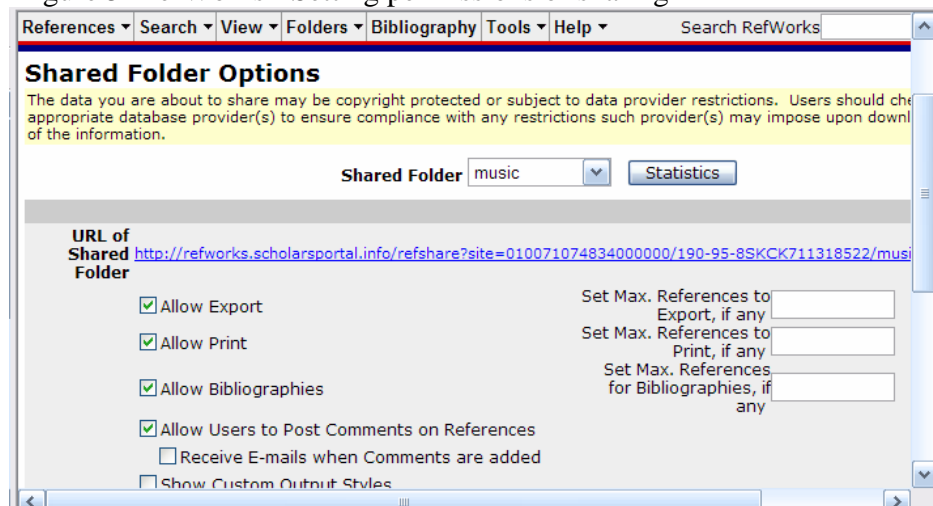 References Search View Folders Bibliography Tools Help Search RefWorks
Shared Folder Options
The data you are about to share may be copyright protected or subject to data provider restrictions. Users should
appropriate database provider(s) to ensure compliance with any restrictions such provider(s) may impose upon
of the information.
Shared Folder music Statistics
URL of
Shared http://refworks.scholarsportal.info/refshare?site=010071074834000000/190-95-8SKCK711318522/musi
Folder
Allow Export Set Max. References to
Export, if any
Allow Print Set Max. References to
Print, if any
Set Max. References
Allow Bibliographies for Bibliographies, if
any
Allow Users to Post Comments on References
Receive E-mails when Comments are added
Show Custom Output Styles